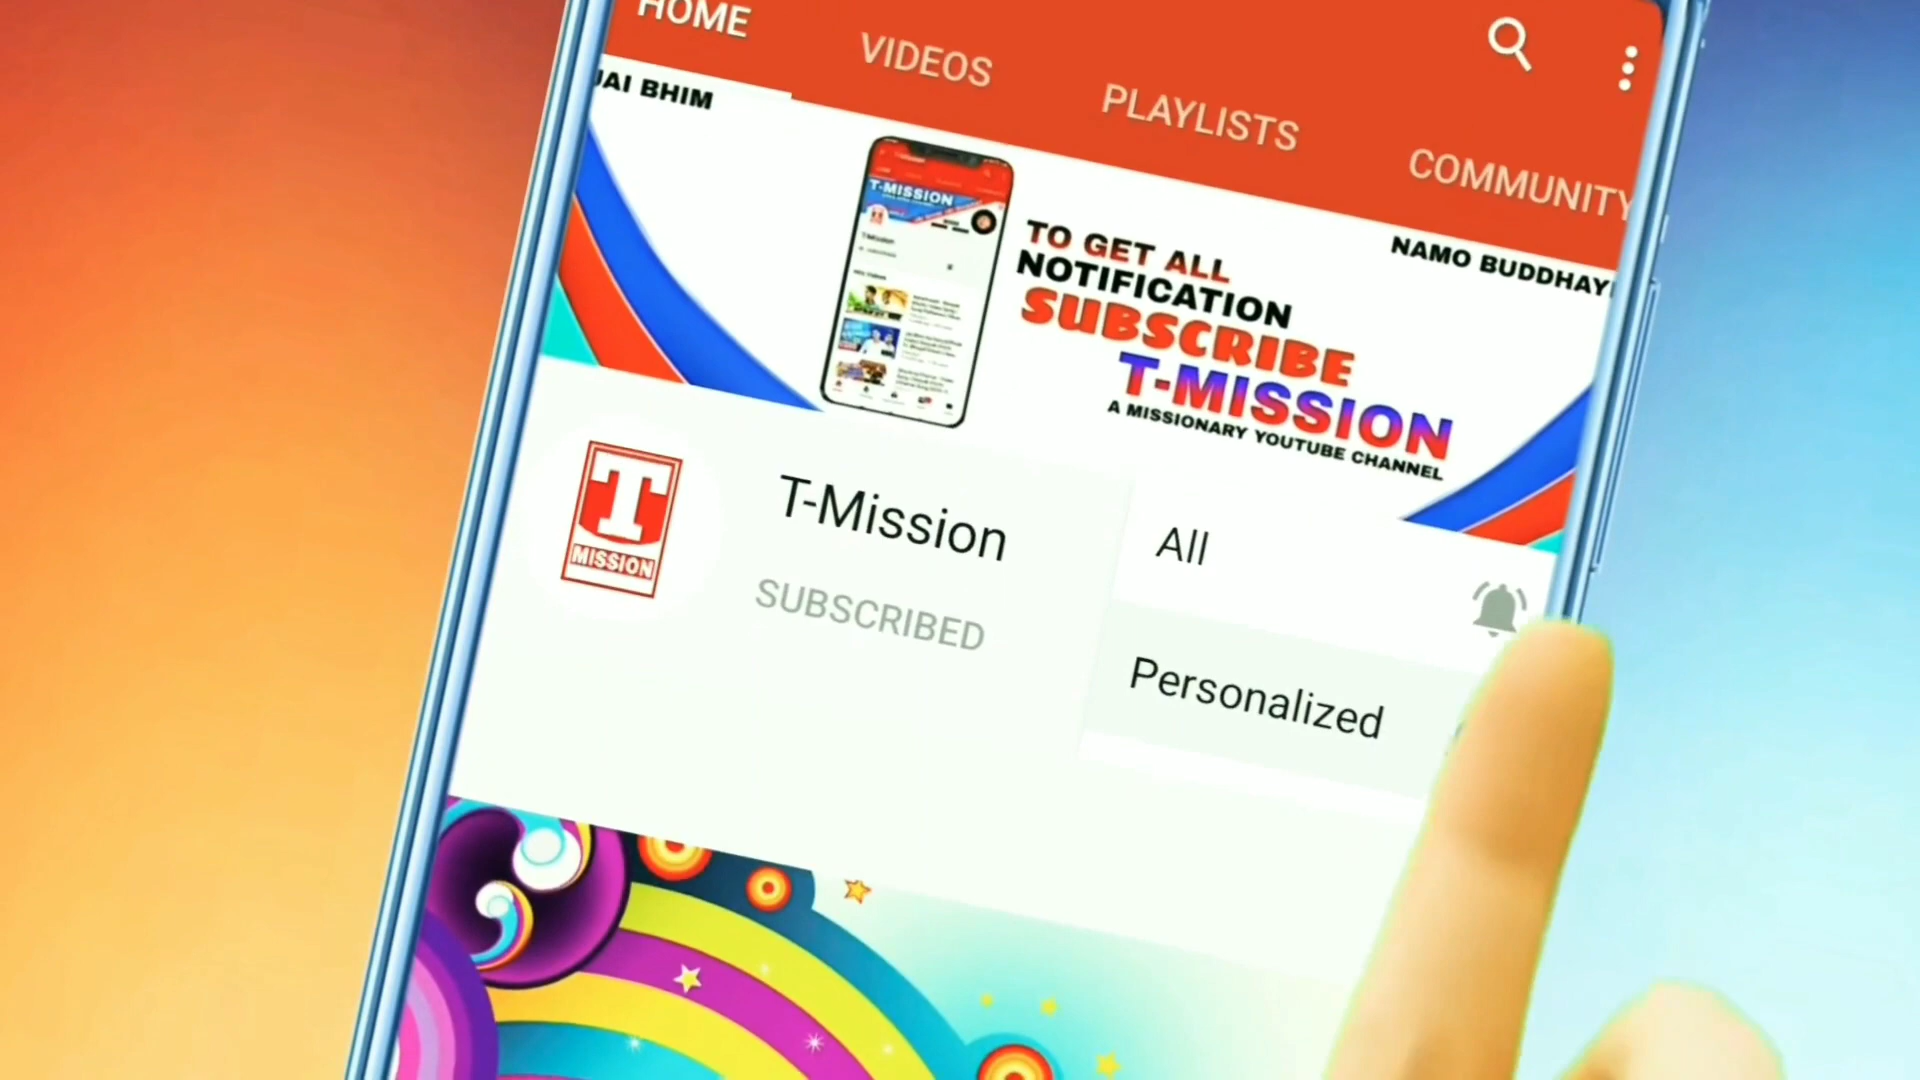 HOME
VIDEOS
PLAYLISTS
COMMUNITY
JAI BHIM
NAMO BUDDHAY
T-MISSION
T-Mission
TO GET ALL
NOTIFICATION
SUBSCRIBE
T-MISSION
A MISSIONARY YOUTUBE CHANNEL
T
MISSION
T-Mission
SUBSCRIBED
All
Personalized